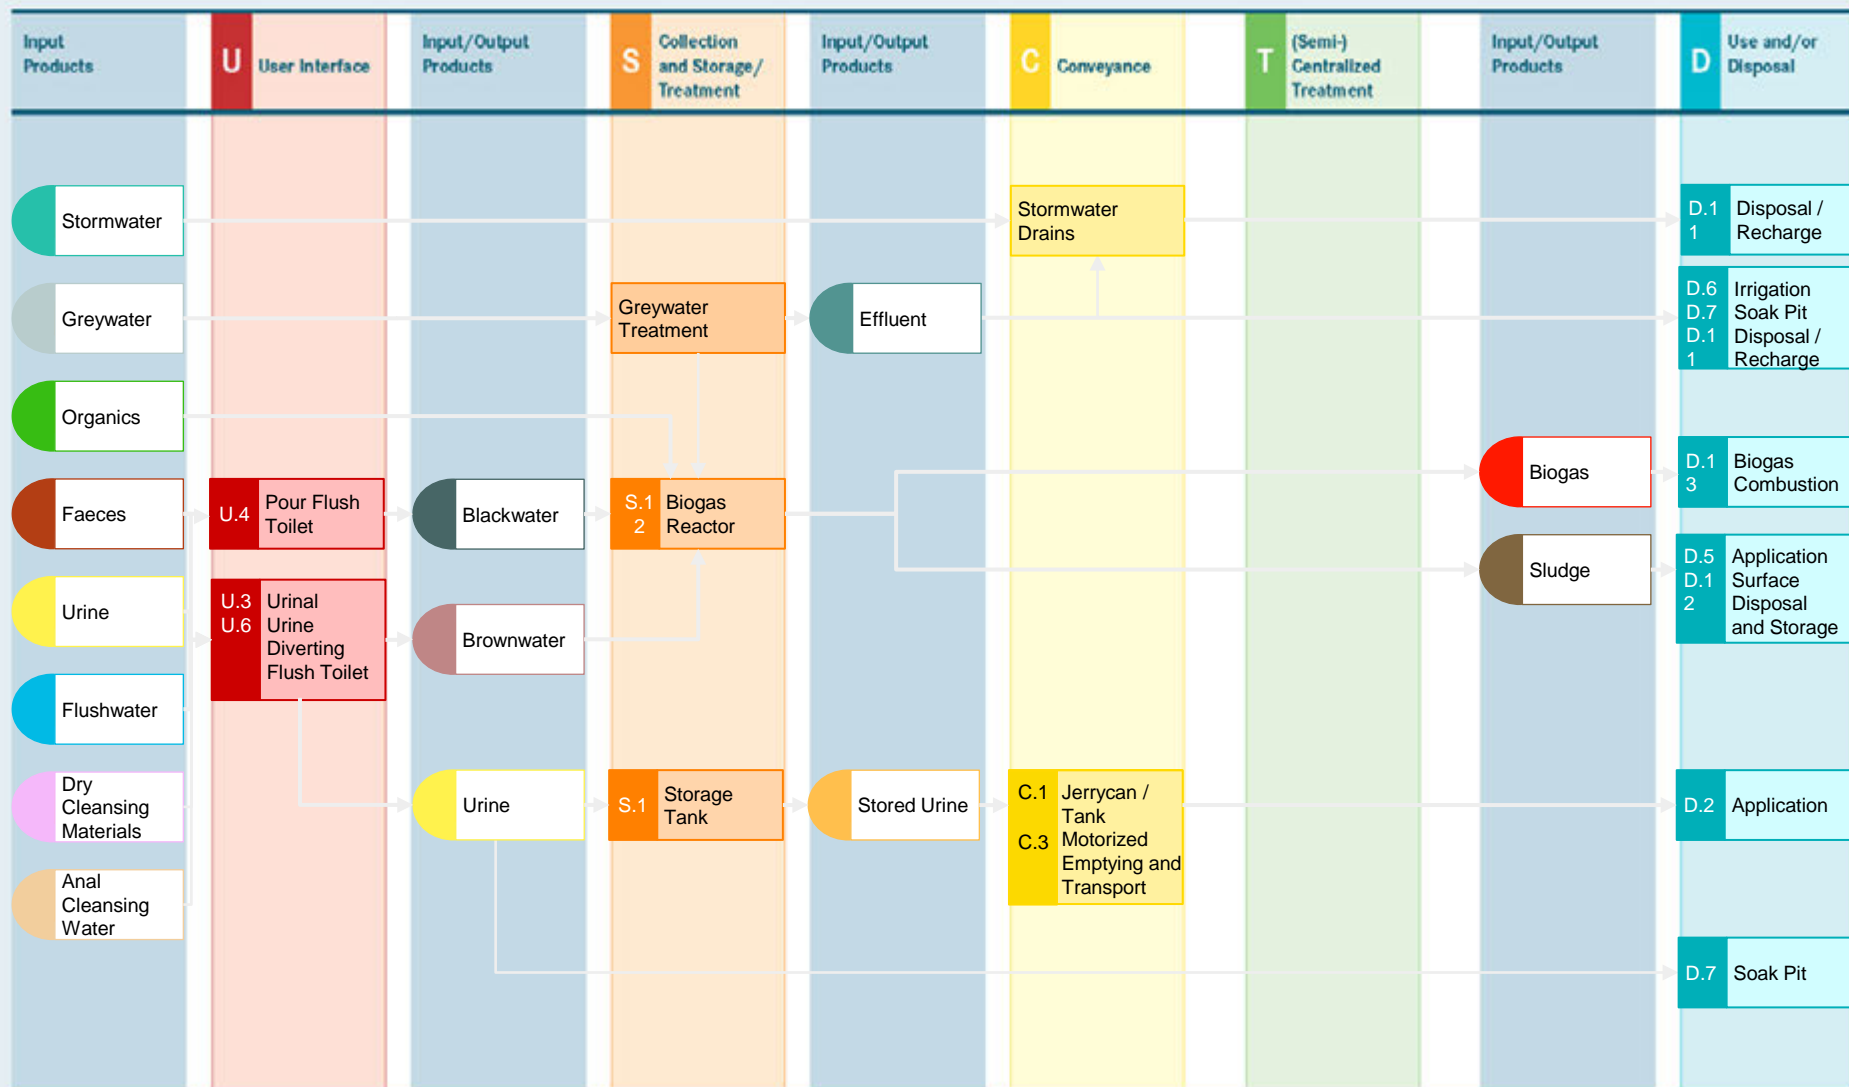 Input
Products
U
User Interface
Input/Output
Products
S
Collection
and Storage/
Treatment
Input/Output
Products
C
Conveyance
T
(Semi-)
Centralized
Treatment
Input/Output
Products
D
Use and/or
Disposal
Stormwater
Stormwater
Drains
D.1
1
Disposal /
Recharge
Greywater
Greywater
Treatment
Effluent
D.6
D.7
D.1
1
Irrigation
Soak Pit
Disposal /
Recharge
Organics
Faeces
U.4
Pour Flush
Toilet
Blackwater
S.1
2
Biogas
Reactor
Biogas
D.1
3
Biogas
Combustion
Urine
U.3
U.6
Urinal
Urine
Diverting
Flush Toilet
Brownwater
Sludge
D.5
D.1
2
Application
Surface
Disposal
and Storage
Flushwater
Dry
Cleansing
Materials
Urine
S.1
Storage
Tank
Stored Urine
C.1
C.3
Jerrycan /
Tank
Motorized
Emptying and
Transport
D.2
Application
Anal
Cleansing
Water
D.7
Soak Pit